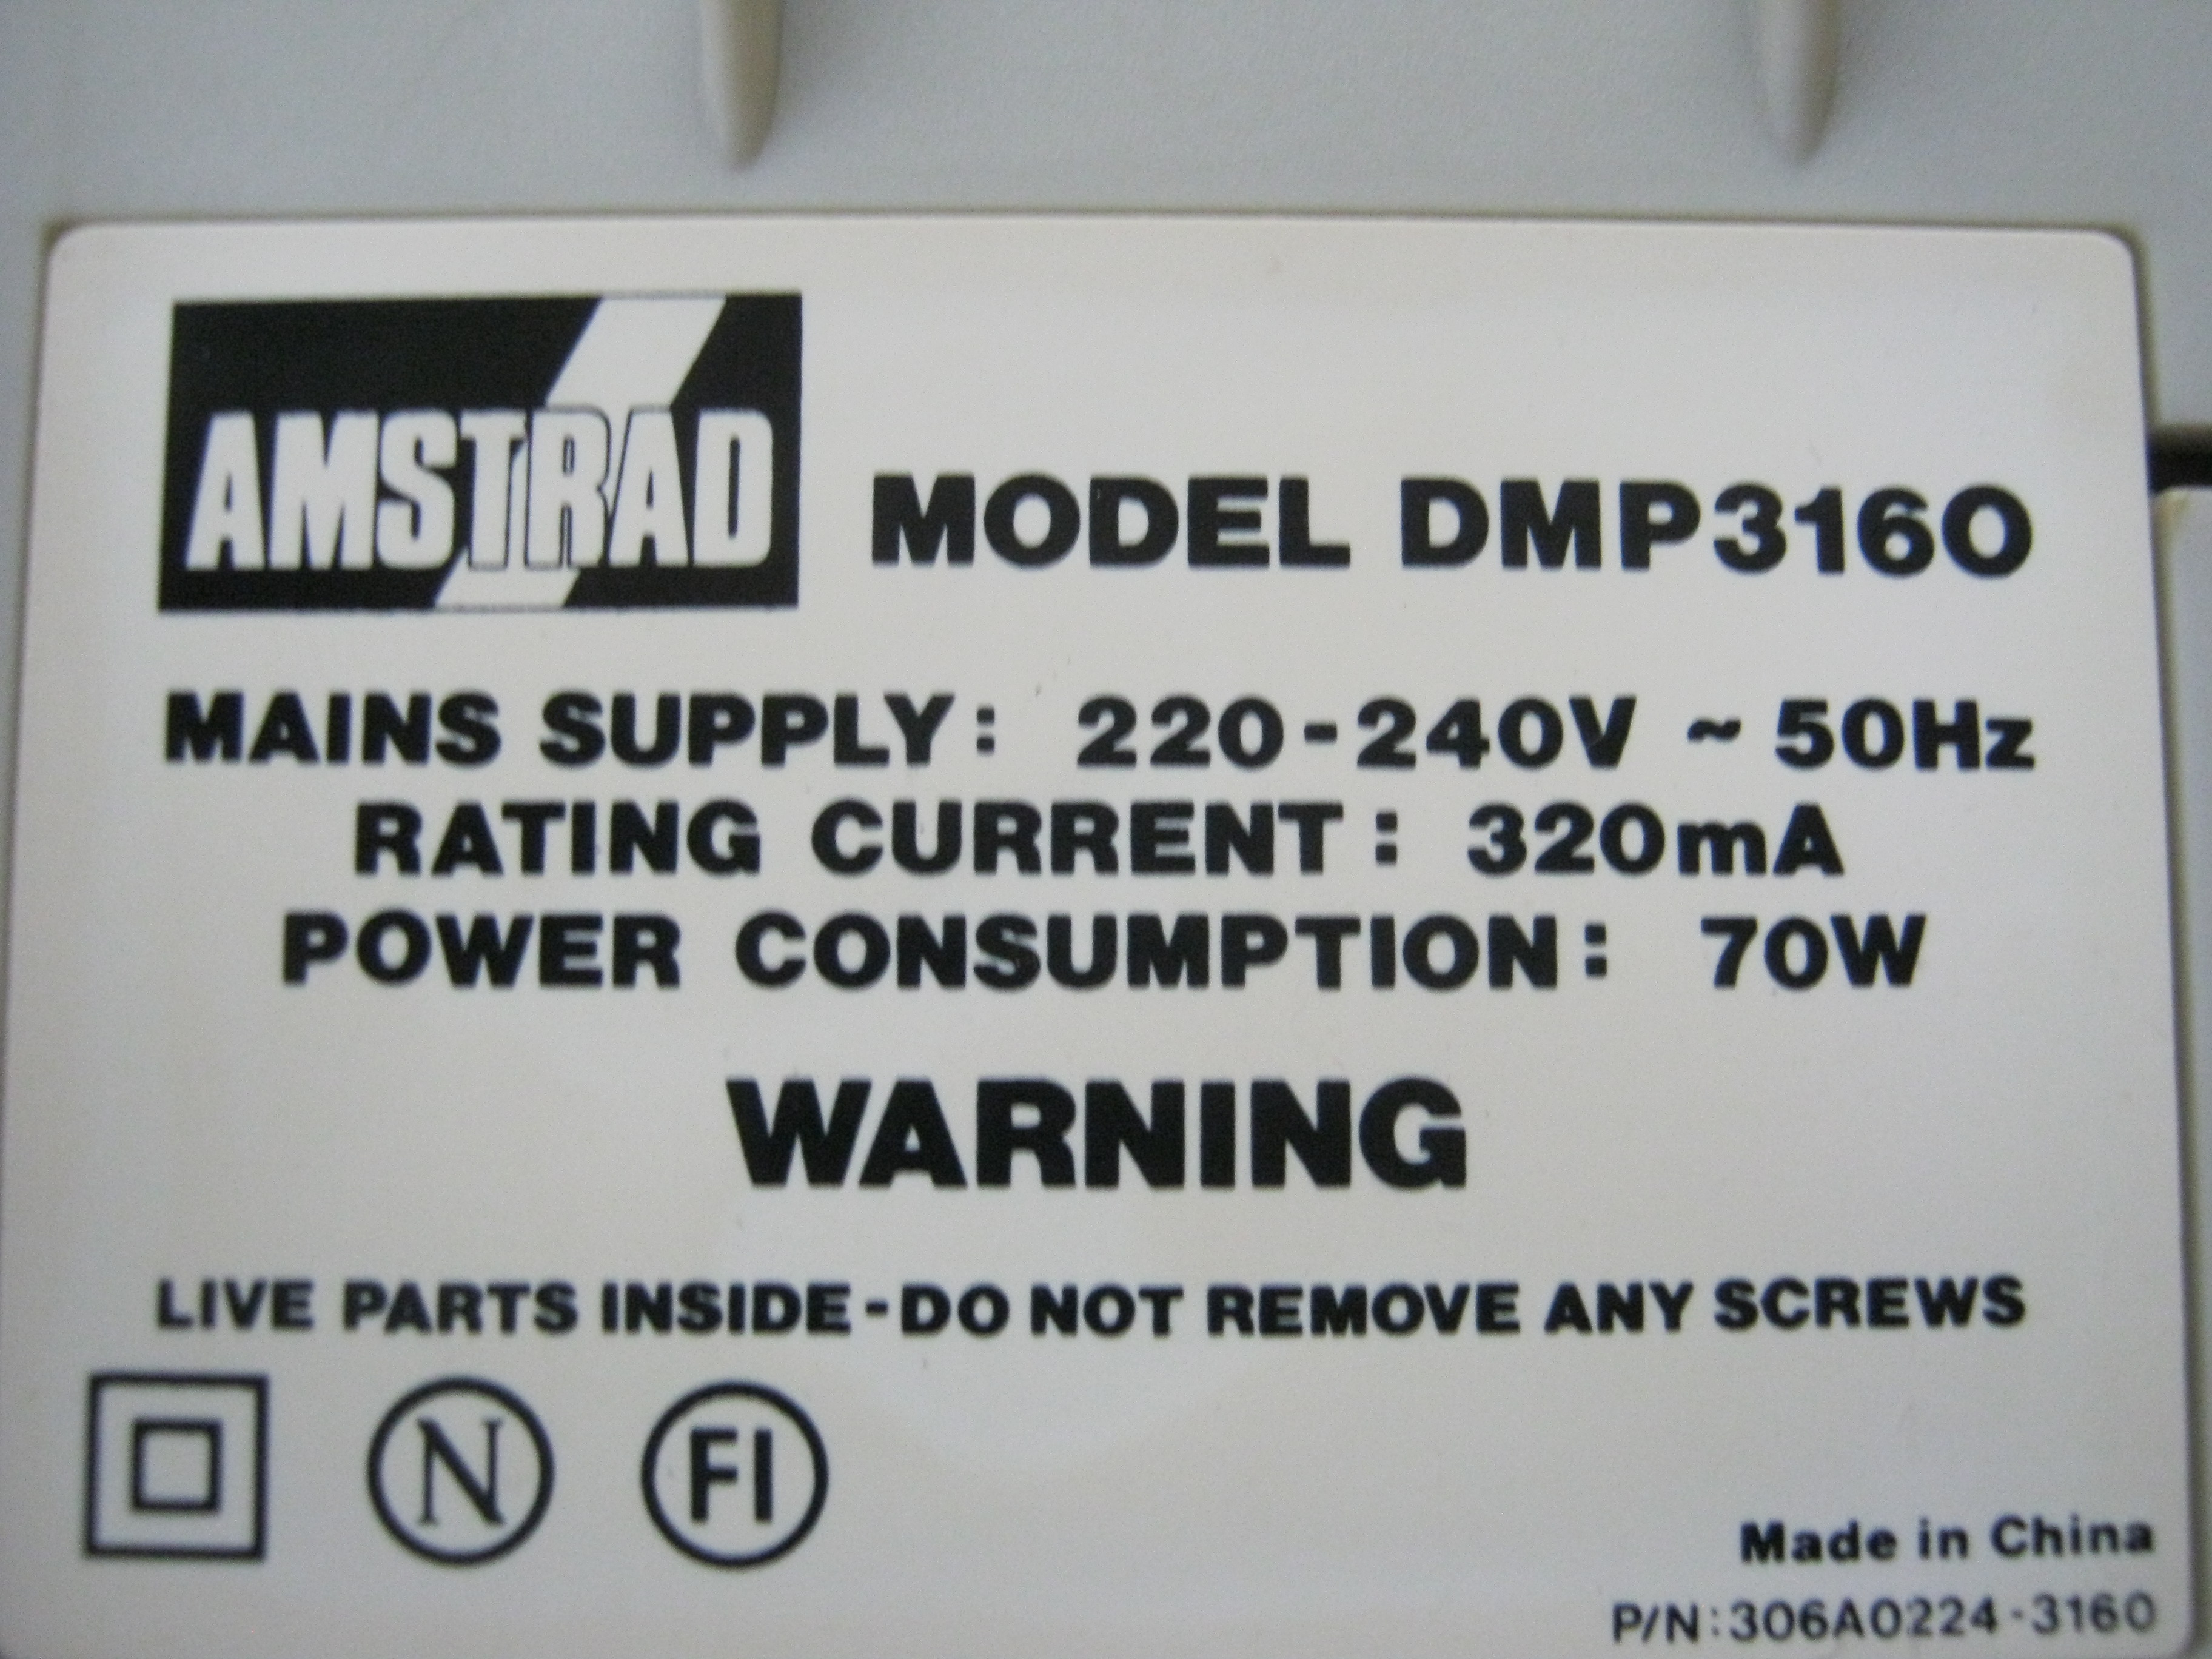 AMSTRAD MODEL DMP3160
MAINS SUPPLY: 220-240V ~ 50Hz
RATING CURRENT: 320mA
POWER CONSUMPTION: 70W
WARNING
LIVE PARTS INSIDE-DO NOT REMOVE ANY SCREWS
N FI
Made in China
P/N:306A0224-3160